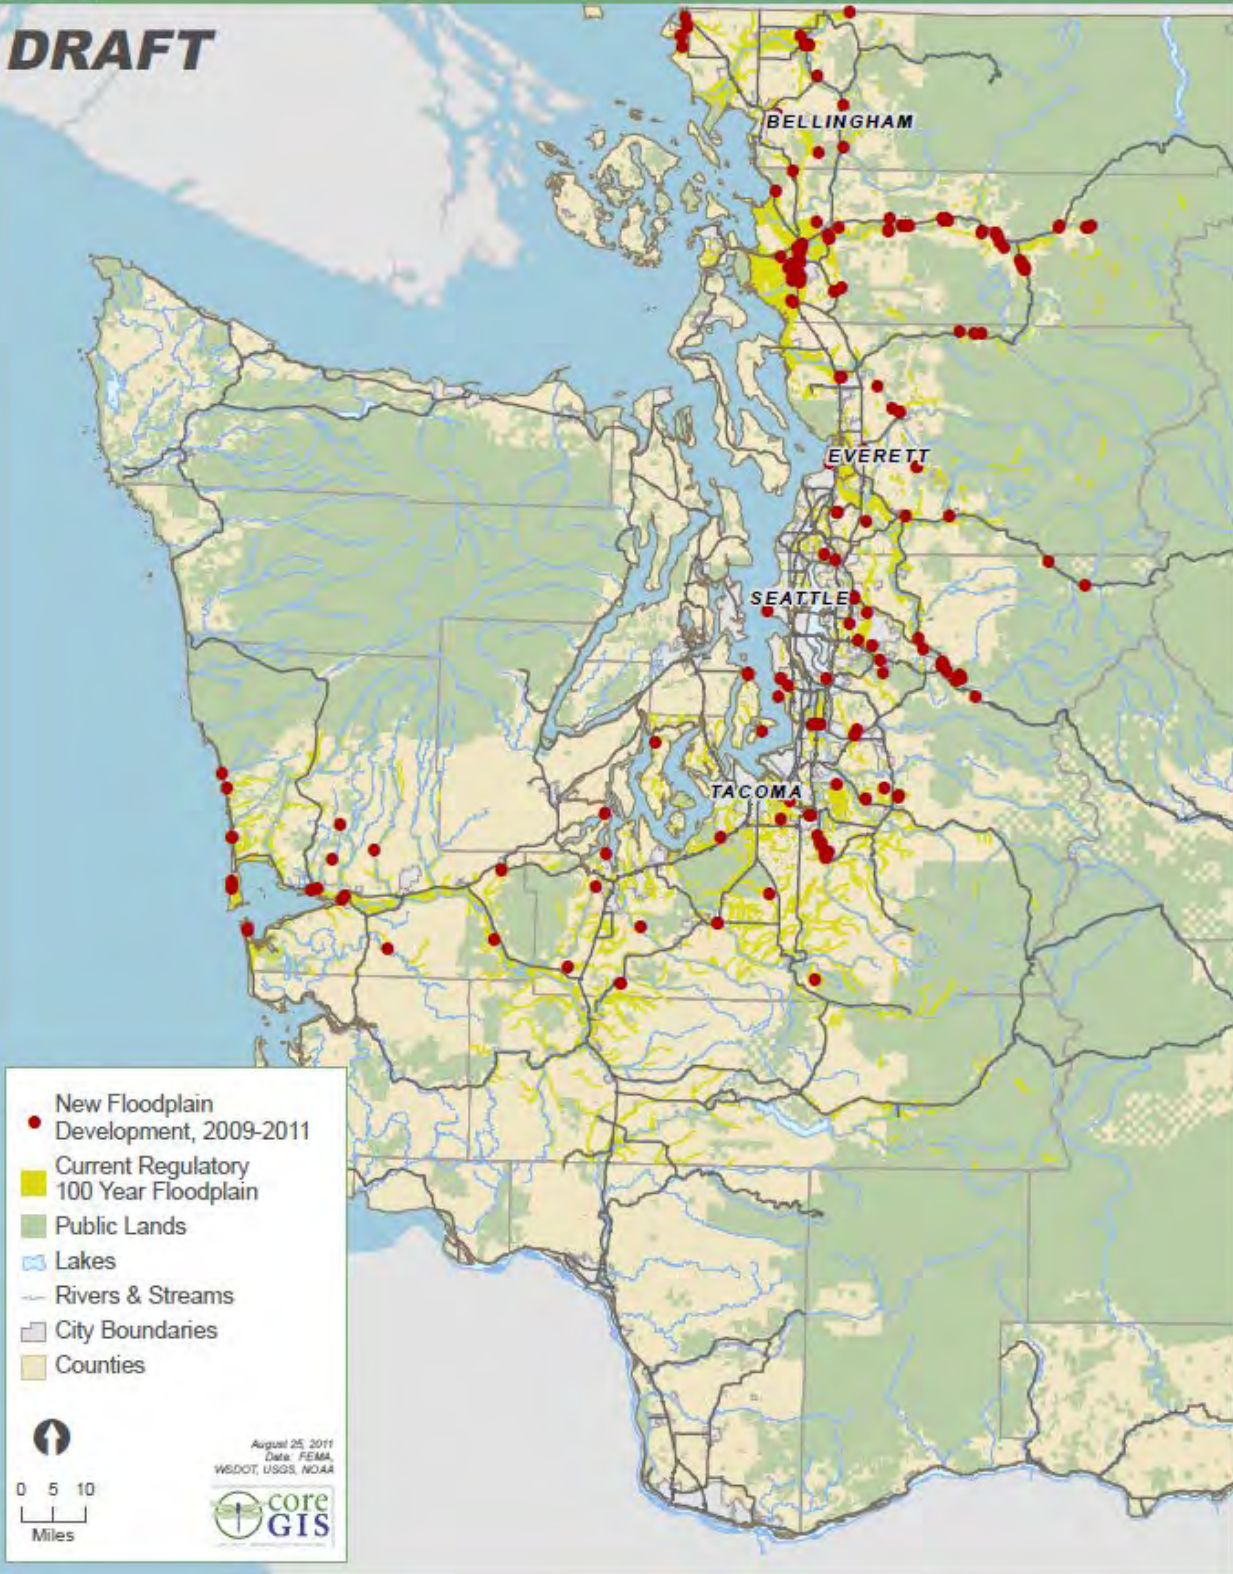 DRAFT
BELLINGHAM
EVERETT
SEATTLE
TACOMA
New Floodplain
Development, 2009-2011
Current Regulatory
100 Year Floodplain
Public Lands
Lakes
Rivers & Streams
City Boundaries
Counties
August 25, 2011
Data: FEMA,
WSDOT, USGS, NOAA
0 5 10
Miles
core
GIS